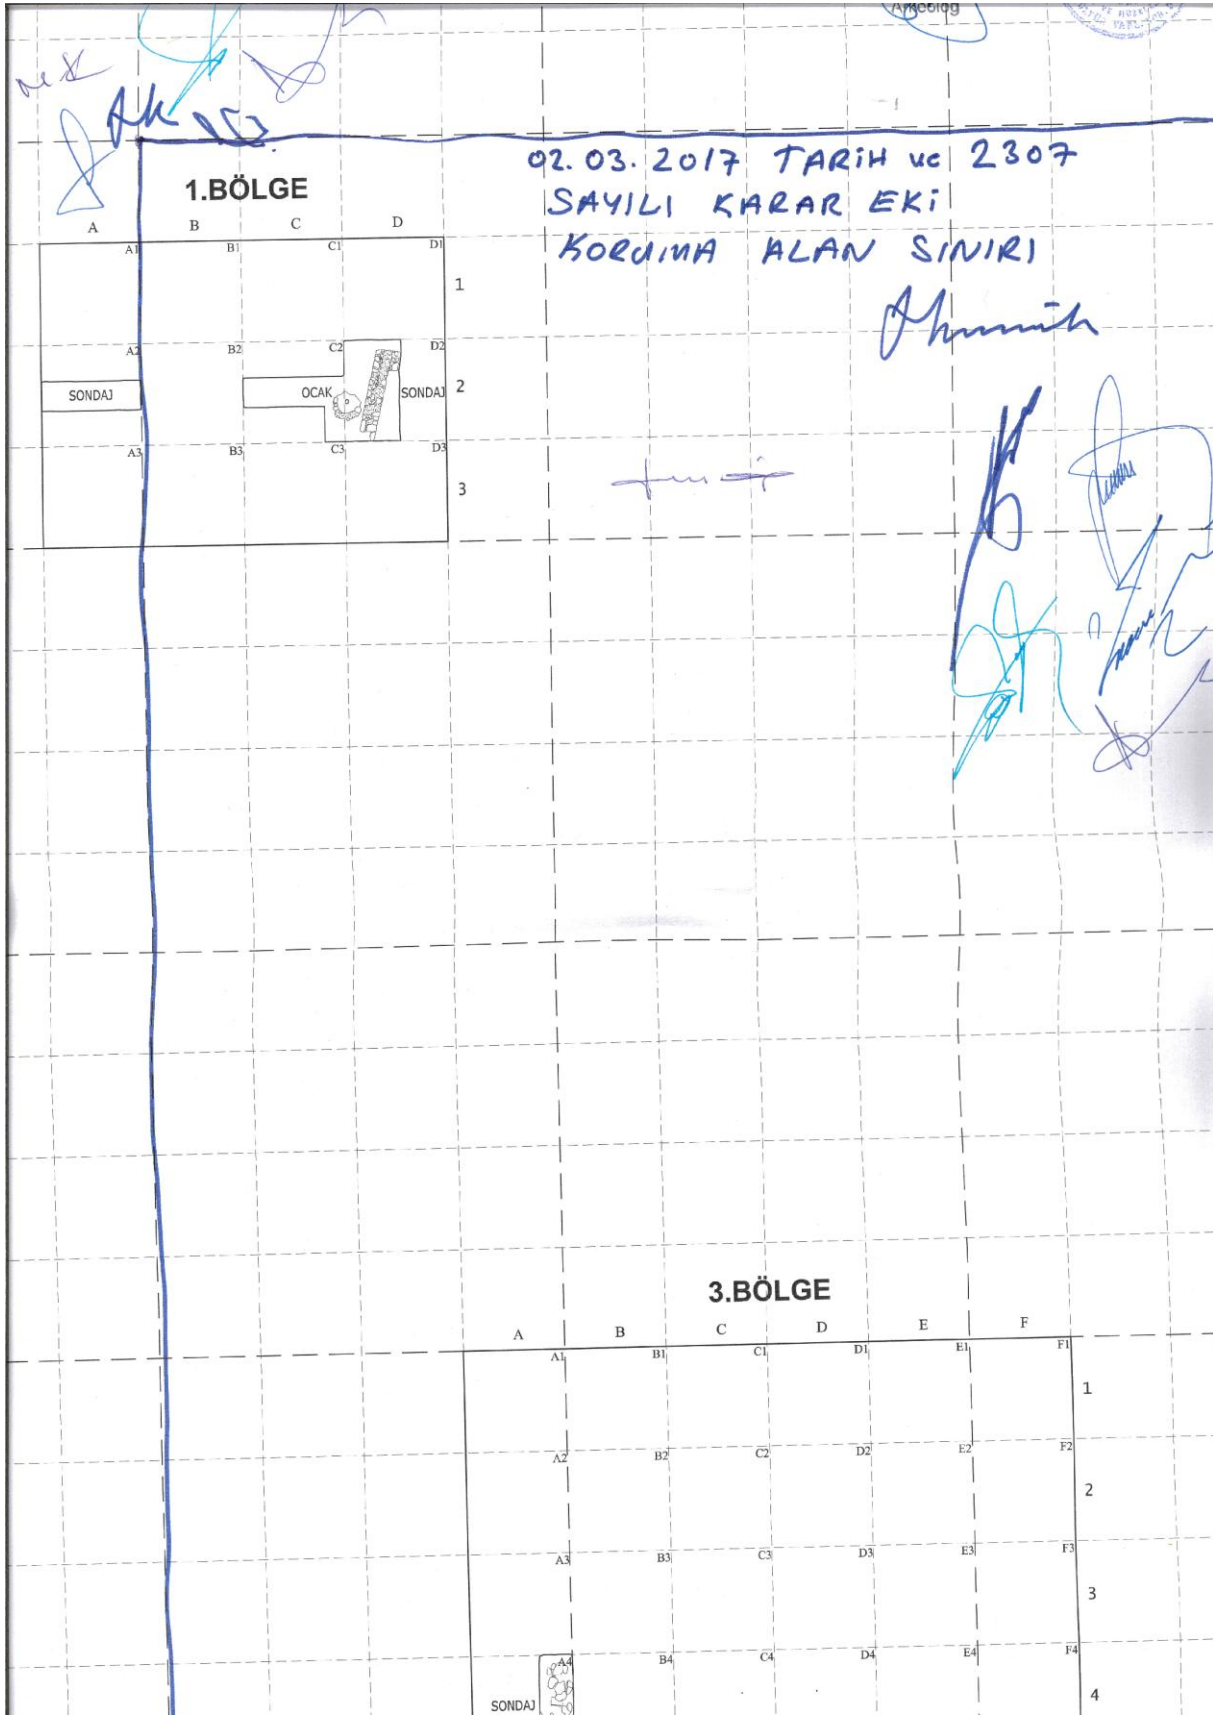 Arkeolog
02.03.2017 TARİH ve 2307
SAYILI KARAR EKİ
KORUMA ALAN SINIRI
1.BÖLGE
A B C D
A1 B1 C1 D1
1
A2 B2 C2 D2
SONDAJ OCAK SONDAJ 2
A3 B3 C3 D3
3
3.BÖLGE
A B C D E F
A1 B1 C1 D1 E1 F1
1
A2 B2 C2 D2 E2 F2
2
A3 B3 C3 D3 E3 F3
3
A4 B4 C4 D4 E4 F4
SONDAJ 4